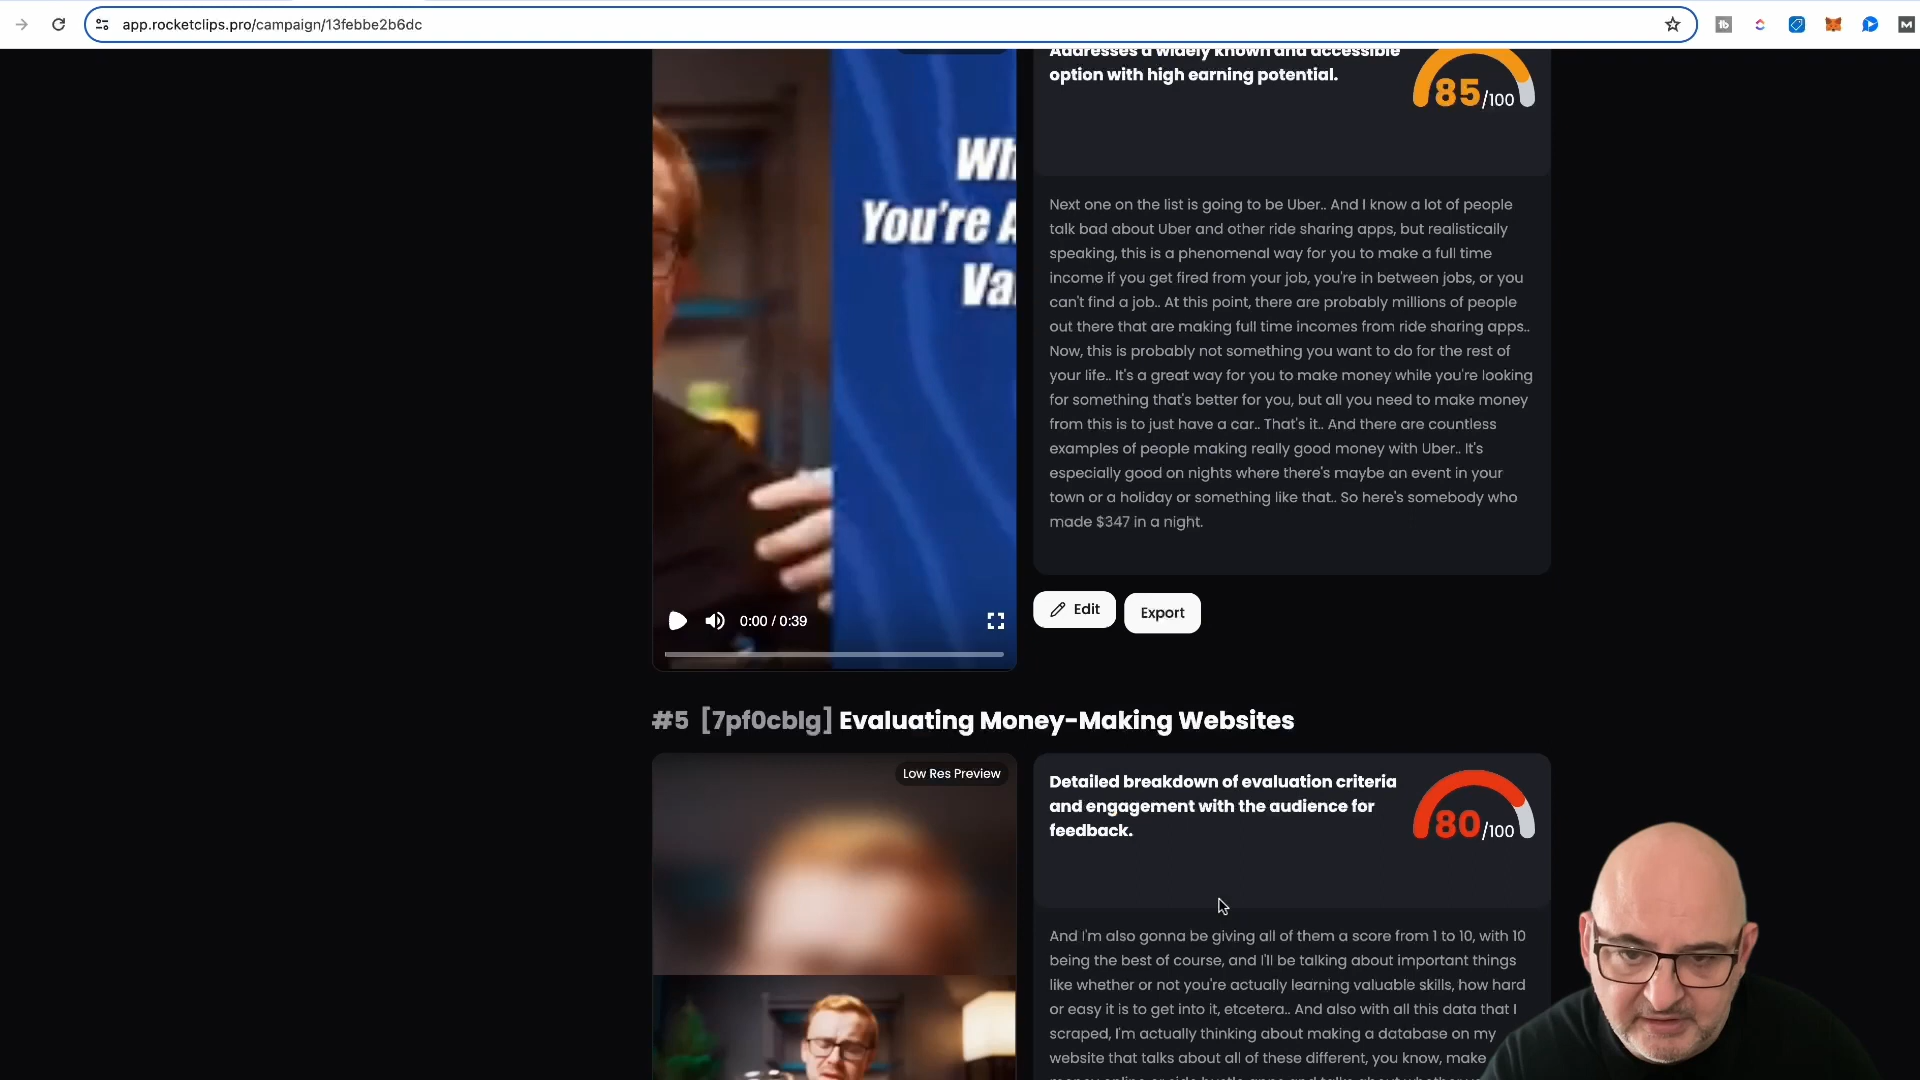 app.rocketclips.pro/campaign/13febbe2b6dc
Addresses a widely known and accessible
option with high earning potential.
85/100
Wh
You're A
Va
Next one on the list is going to be Uber.. And I know a lot of people
talk bad about Uber and other ride sharing apps, but realistically
speaking, this is a phenomenal way for you to make a full time
income if you get fired from your job, you're in between jobs, or you
can't find a job.. At this point, there are probably millions of people
out there that are making full time incomes from ride sharing apps..
Now, this is probably not something you want to do for the rest of
your life.. It's a great way for you to make money while you're looking
for something that's better for you, but all you need to make money
from this is to just have a car.. That's it.. And there are countless
examples of people making really good money with Uber.. It's
especially good on nights where there's maybe an event in your
town or a holiday or something like that.. So here's somebody who
made $347 in a night.
0:00 / 0:39
Edit
Export
#5 [7pf0cblg] Evaluating Money-Making Websites
Low Res Preview
Detailed breakdown of evaluation criteria
and engagement with the audience for
feedback.
80/100
And I'm also gonna be giving all of them a score from 1 to 10, with 10
being the best of course, and I'll be talking about important things
like whether or not you're actually learning valuable skills, how hard
or easy it is to get into it, etcetera.. And also with all this data that I
scraped, I'm actually thinking about making a database on my
website that talks about all of these different, you know, make